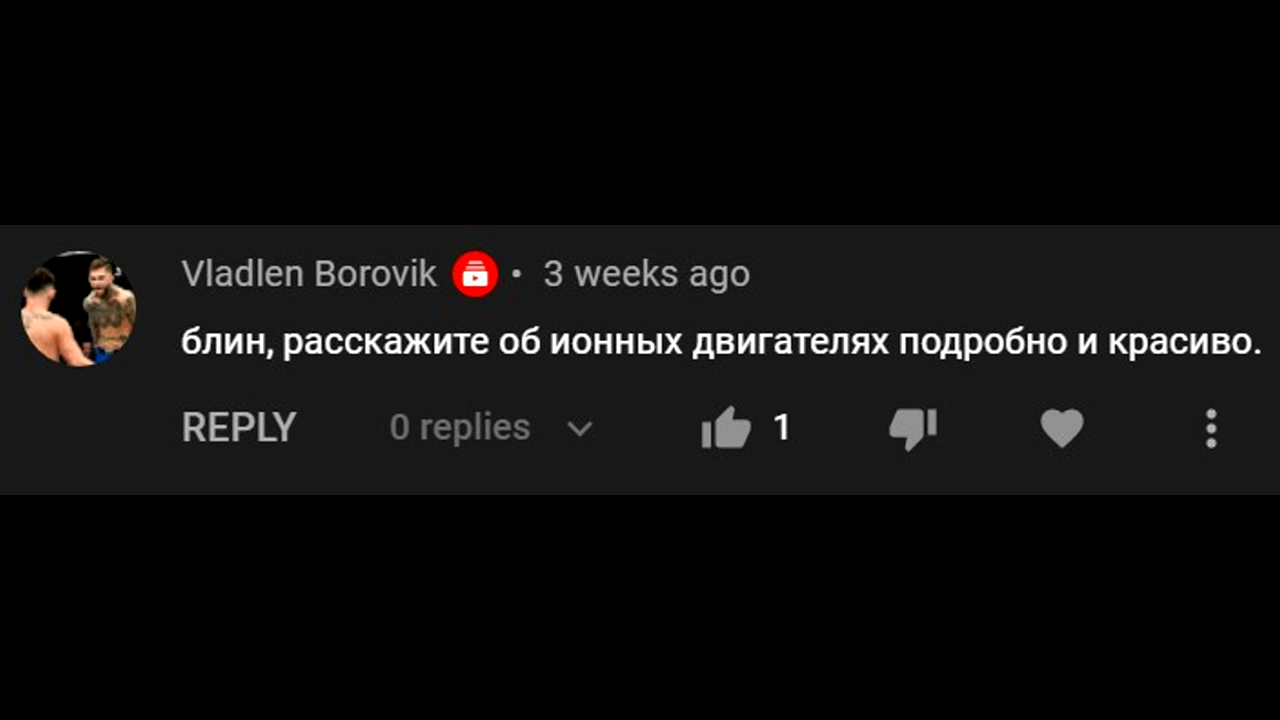 Vladlen Borovik • 3 weeks ago
блин, расскажите об ионных двигателях подробно и красиво.
REPLY 0 replies 1